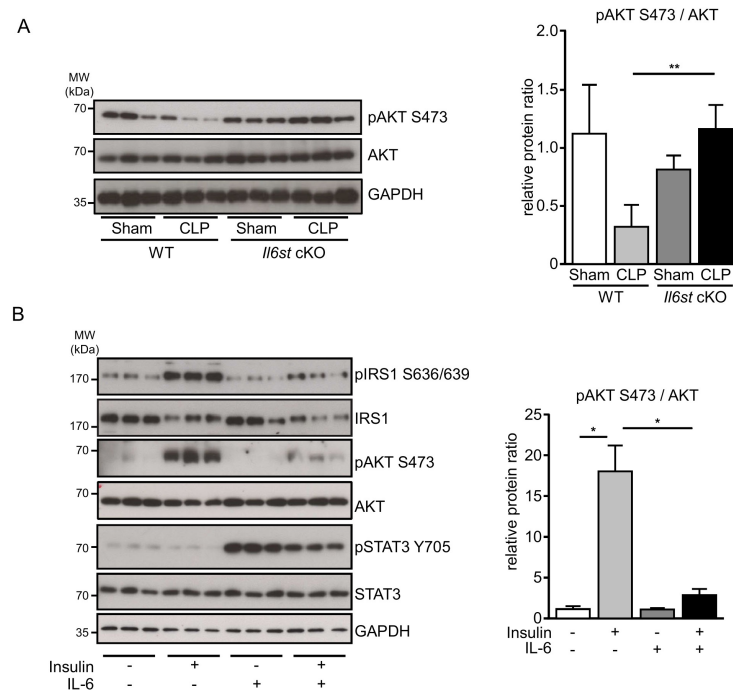 A
MW
(kDa)
70
pAKT S473
70
AKT
35
GAPDH
Sham CLP Sham CLP
WT Il6st cKO
pAKT S473 / AKT
relative protein ratio
2.0
1.5
1.0
0.5
0
**
Sham CLP Sham CLP
WT Il6st cKO
B
MW
(kDa)
170
pIRS1 S636/639
170
IRS1
70
pAKT S473
70
AKT
70
pSTAT3 Y705
70
STAT3
35
GAPDH
Insulin - + - +
IL-6 - - + +
pAKT S473 / AKT
relative protein ratio
25
20
15
10
5
0
* *
Insulin - + - +
IL-6 - - + +